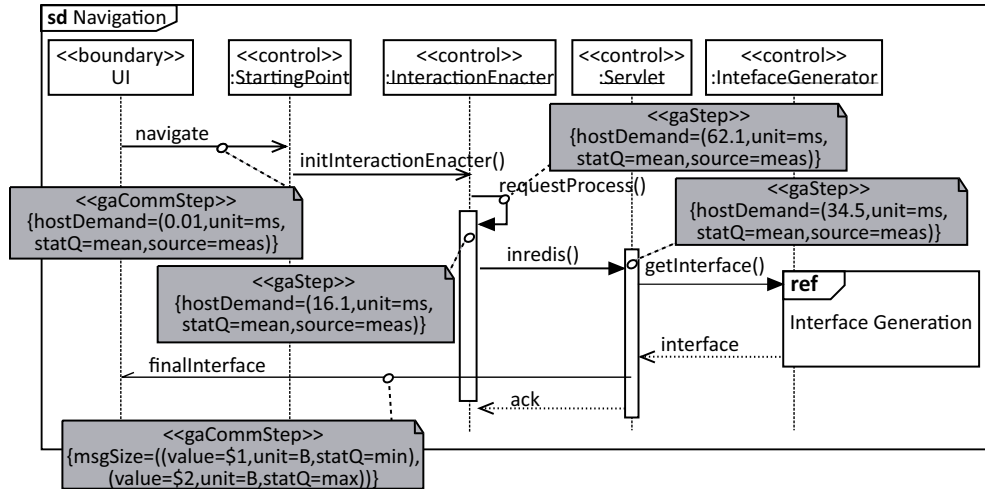 sd Navigation
<<boundary>>
UI
<<control>>
:StartingPoint
<<control>>
:InteractionEnacter
<<control>>
:Servlet
<<control>>
:IntefaceGenerator
navigate
initInteractionEnacter()
<<gaStep>>
{hostDemand=(62.1,unit=ms,
statQ=mean,source=meas)}
requestProcess()
<<gaCommStep>>
{hostDemand=(0.01,unit=ms,
statQ=mean,source=meas)}
<<gaStep>>
{hostDemand=(34.5,unit=ms,
statQ=mean,source=meas)}
<<gaStep>>
{hostDemand=(16.1,unit=ms,
statQ=mean,source=meas)}
inredis()
getInterface()
ref
Interface Generation
interface
finalInterface
ack
<<gaCommStep>>
{msgSize=((value=$1,unit=B,statQ=min),
(value=$2,unit=B,statQ=max))}